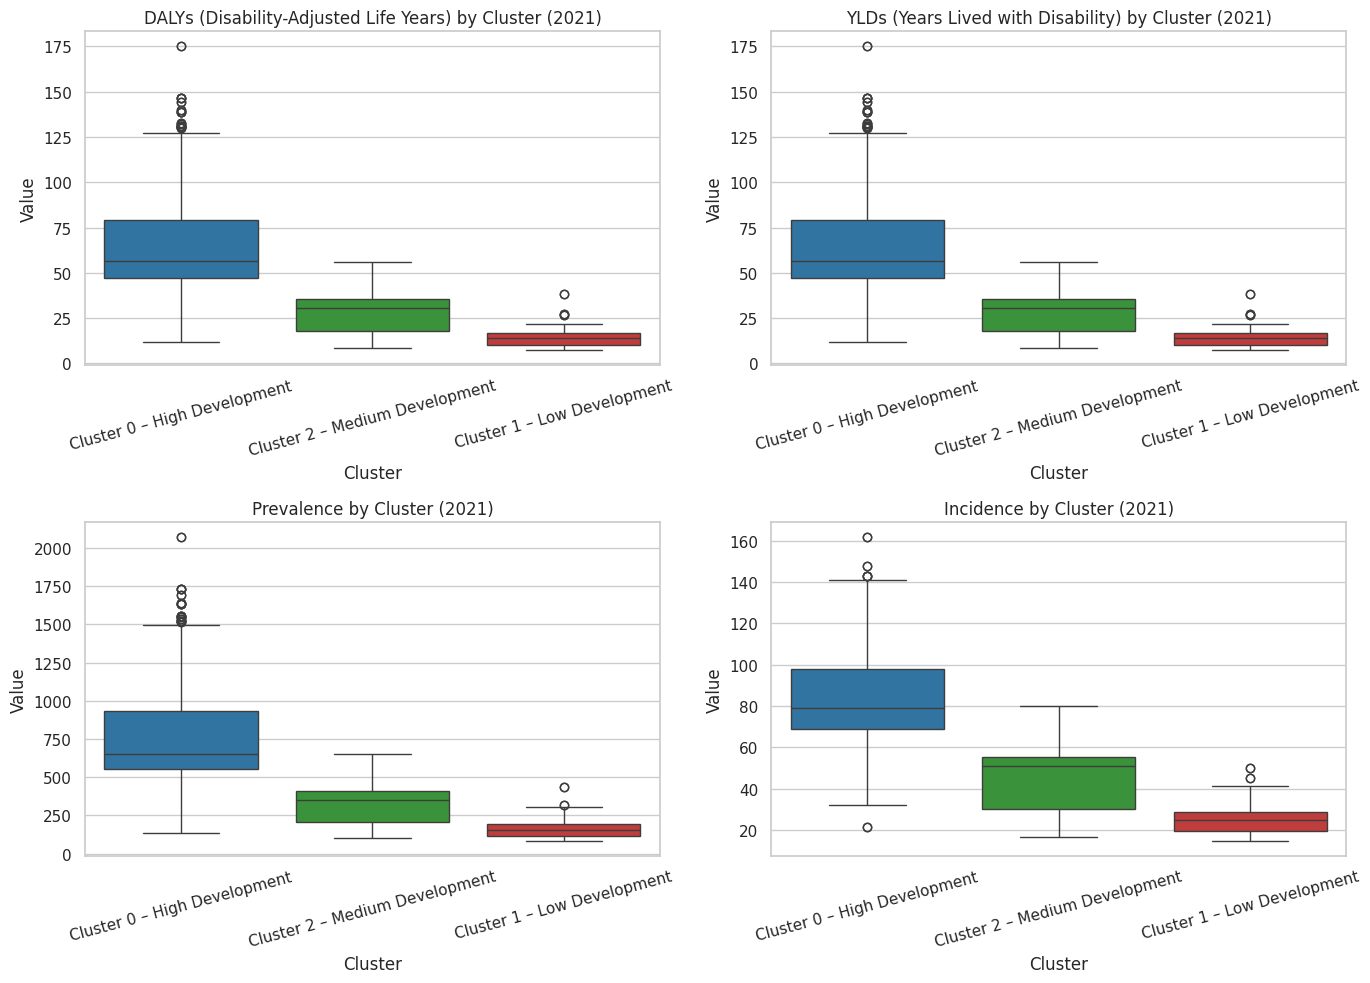 DALYs (Disability-Adjusted Life Years) by Cluster (2021)
175
150
125
100
75
50
25
0
Value
Cluster 0 – High Development
Cluster 2 – Medium Development
Cluster 1 – Low Development
Cluster
YLDs (Years Lived with Disability) by Cluster (2021)
175
150
125
100
75
50
25
0
Value
Cluster 0 – High Development
Cluster 2 – Medium Development
Cluster 1 – Low Development
Cluster
Prevalence by Cluster (2021)
2000
1750
1500
1250
1000
750
500
250
0
Value
Cluster 0 – High Development
Cluster 2 – Medium Development
Cluster 1 – Low Development
Cluster
Incidence by Cluster (2021)
160
140
120
100
80
60
40
20
Value
Cluster 0 – High Development
Cluster 2 – Medium Development
Cluster 1 – Low Development
Cluster